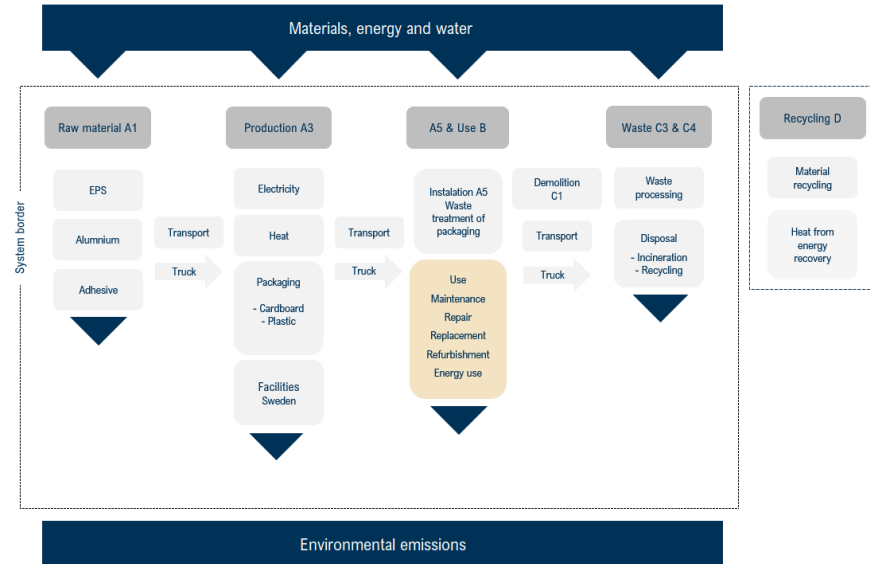 Materials, energy and water
System border
Raw material A1
EPS
Alumnium
Adhesive
Transport
Truck
Production A3
Electricity
Heat
Packaging
- Cardboard
- Plastic
Facilities
Sweden
Transport
Truck
A5 & Use B
Instalation A5
Waste
treatment of
packaging
Use
Maintenance
Repair
Replacement
Refurbishment
Energy use
Demolition
C1
Transport
Truck
Waste C3 & C4
Waste
processing
Disposal
- Incineration
- Recycling
Recycling D
Material
recycling
Heat from
energy
recovery
Environmental emissions